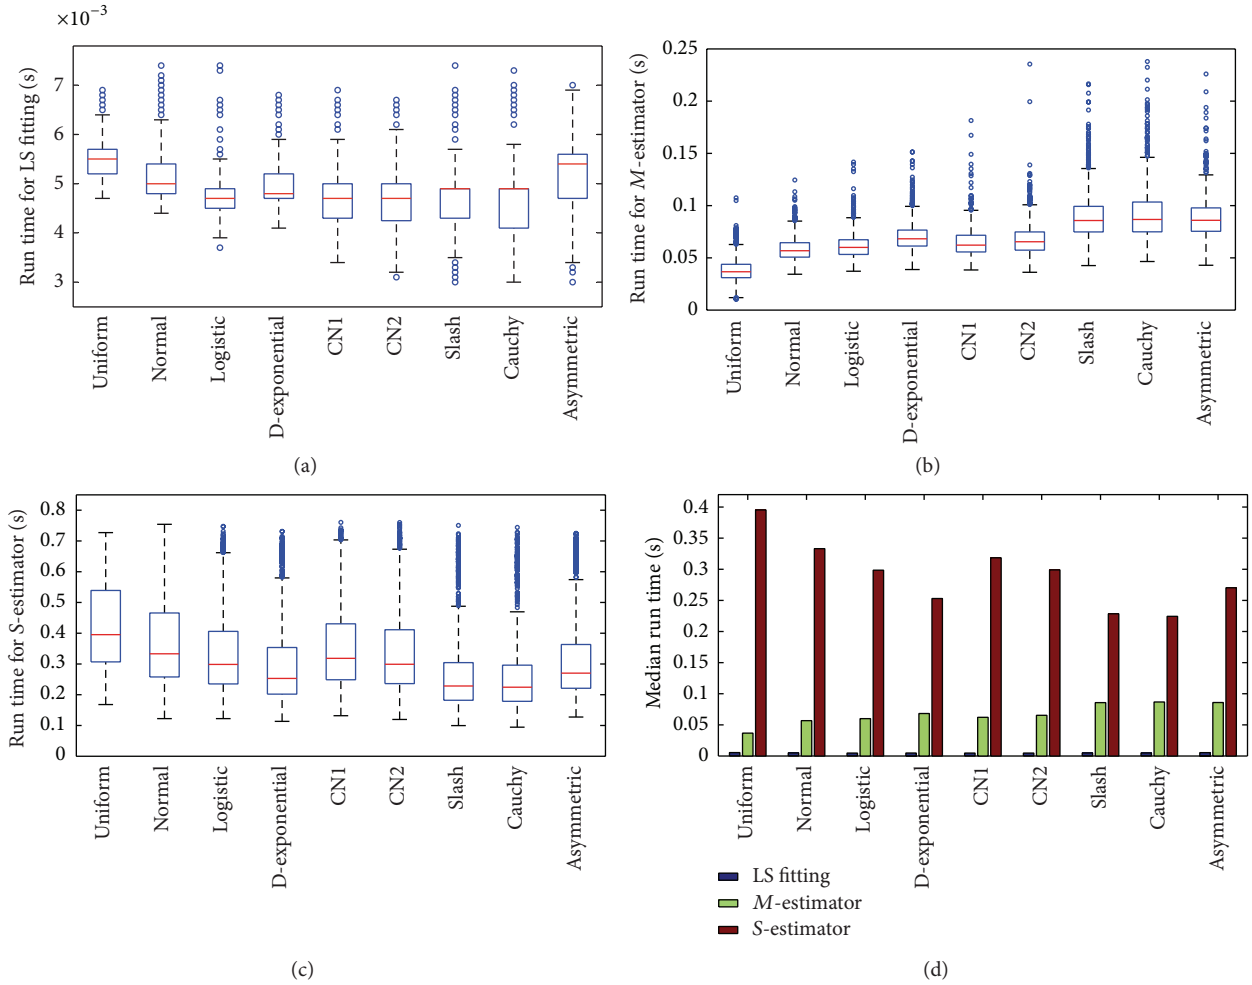 ×10−3
Run time for LS fitting (s)
7
6
5
4
3
Uniform
Normal
Logistic
D-exponential
CN1
CN2
Slash
Cauchy
Asymmetric
(a)
Run time for M-estimator (s)
0.25
0.2
0.15
0.1
0.05
0
Uniform
Normal
Logistic
D-exponential
CN1
CN2
Slash
Cauchy
Asymmetric
(b)
Run time for S-estimator (s)
0.8
0.7
0.6
0.5
0.4
0.3
0.2
0.1
0
Uniform
Normal
Logistic
D-exponential
CN1
CN2
Slash
Cauchy
Asymmetric
(c)
Median run time (s)
0.4
0.35
0.3
0.25
0.2
0.15
0.1
0.05
0
Uniform
Normal
Logistic
D-exponential
CN1
CN2
Slash
Cauchy
Asymmetric
LS fitting
M-estimator
S-estimator
(d)